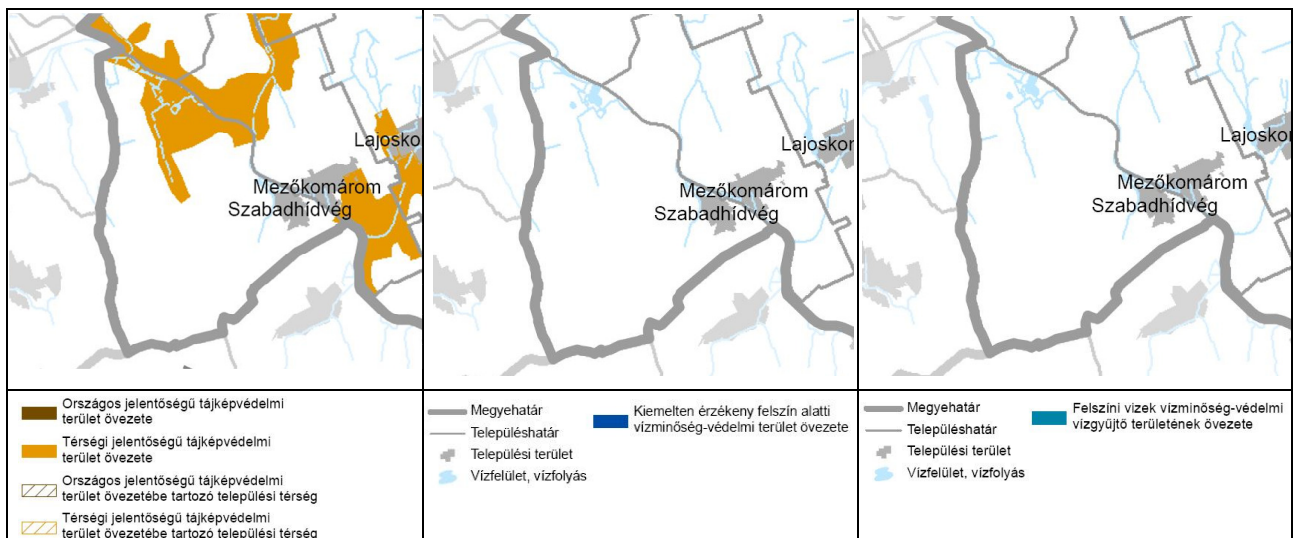 Lajosko
Mezőkomárom
Szabadhídvég
Lajoskor
Mezőkomárom
Szabadhídvég
Lajosko
Mezőkomárom
Szabadhídvég
Országos jelentőségű tájképvédelmi
terület övezete
Térségi jelentőségű tájképvédelmi
terület övezete
Országos jelentőségű tájképvédelmi
terület övezetébe tartozó települési térség
Térségi jelentőségű tájképvédelmi
terület övezetébe tartozó települési térség
Megyehatár
Településhatár
Települési terület
Vízfelület, vízfolyás
Kiemelten érzékeny felszín alatti
vízminőség-védelmi terület övezete
Megyehatár
Településhatár
Települési terület
Vízfelület, vízfolyás
Felszíni vizek vízminőség-védelmi
vízgyűjtő területének övezete